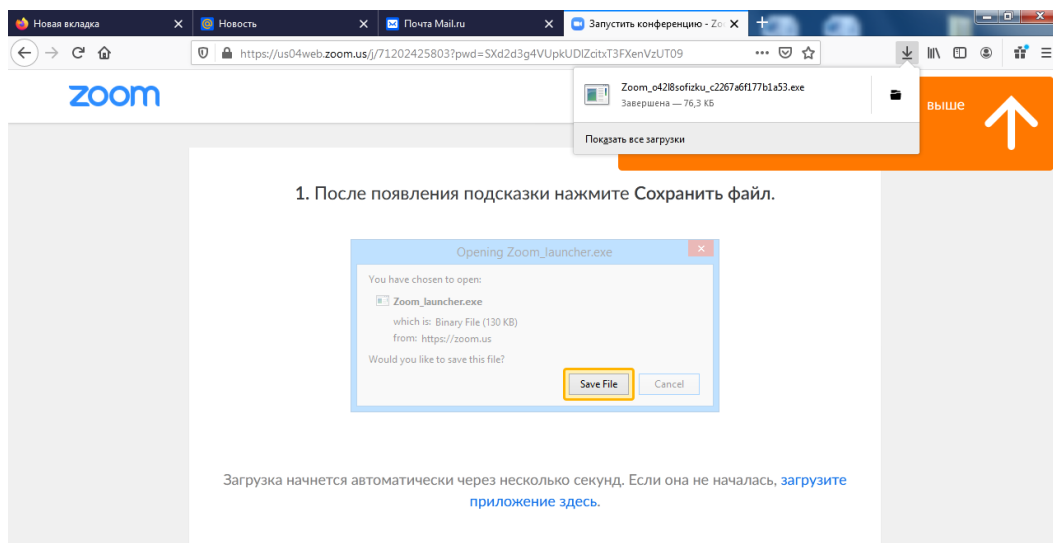 Новая вкладка
Новость
Почта Mail.ru
Запустить конференцию - Zo
https://us04web.zoom.us/j/71202425803?pwd=SXd2d3g4VUpkUDlZcitxT3FXenVzUT09
zoom
Zoom_o42l8sofizku_c2267a6f177b1a53.exe
Завершена — 76,3 КБ
Показать все загрузки
выше
1. После появления подсказки нажмите Сохранить файл.
Opening Zoom_launcher.exe
You have chosen to open:
Zoom_launcher.exe
which is: Binary File (130 KB)
from: https://zoom.us
Would you like to save this file?
Save File
Cancel
Загрузка начнется автоматически через несколько секунд. Если она не началась, загрузите
приложение здесь.